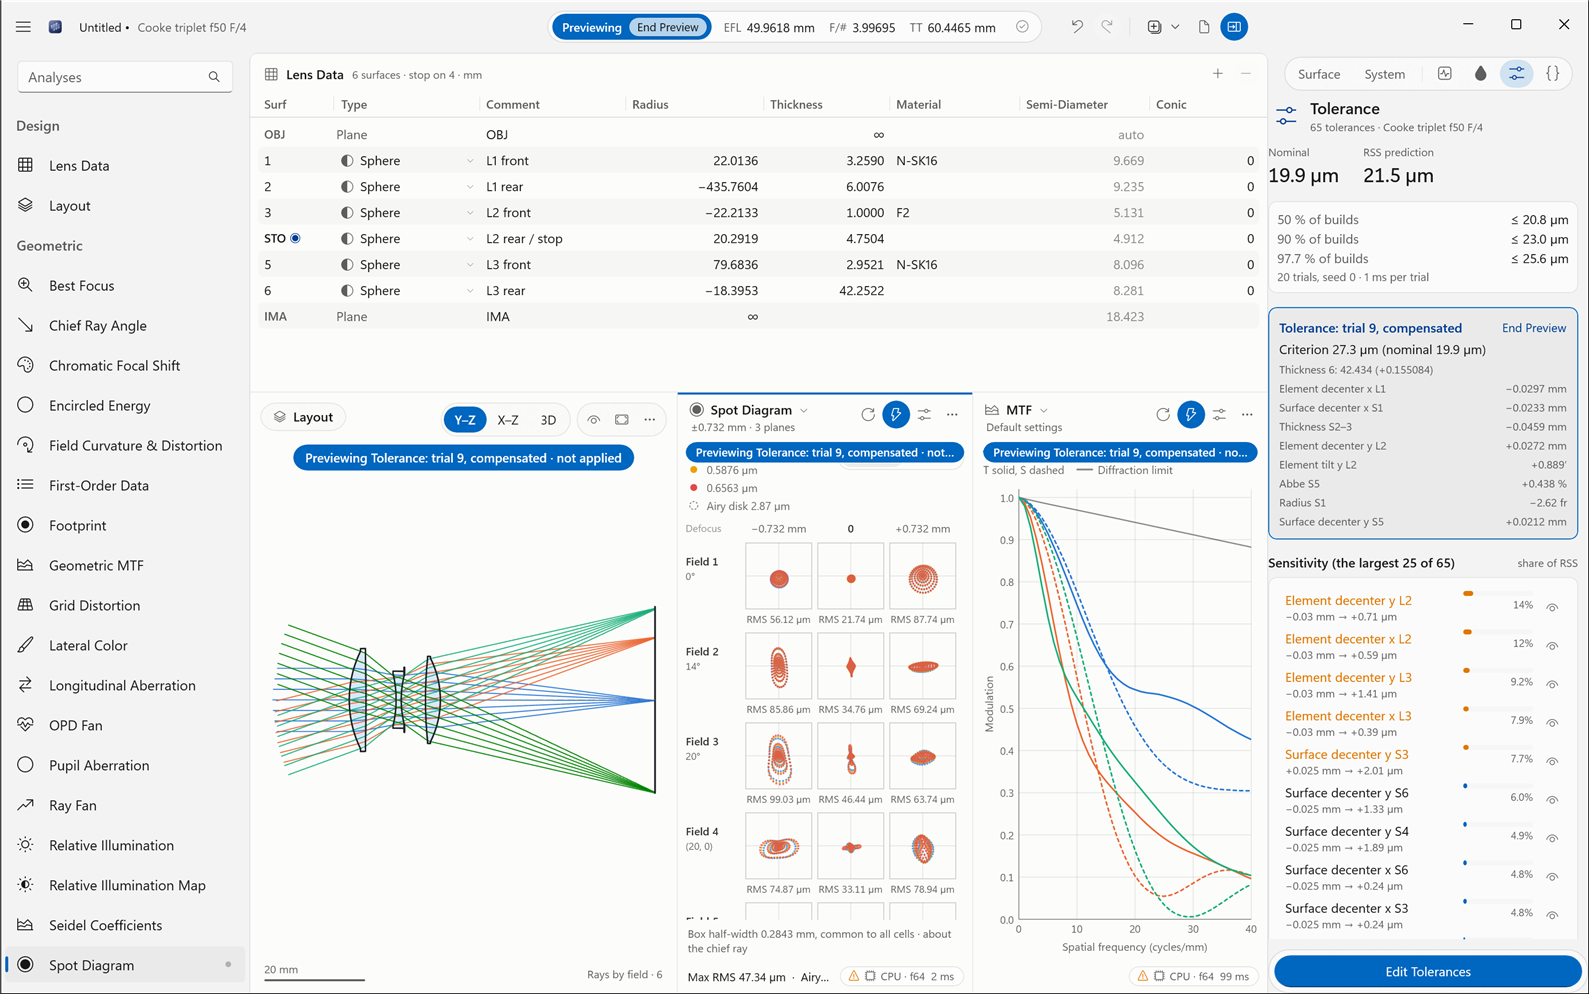 Untitled • Cooke triplet f50 F/4
Previewing End Preview EFL 49.9618 mm F/# 3.99695 TT 60.4465 mm
Analyses
Design
Lens Data
Layout
Geometric
Best Focus
Chief Ray Angle
Chromatic Focal Shift
Encircled Energy
Field Curvature & Distortion
First-Order Data
Footprint
Geometric MTF
Grid Distortion
Lateral Color
Longitudinal Aberration
OPD Fan
Pupil Aberration
Ray Fan
Relative Illumination
Relative Illumination Map
Seidel Coefficients
Spot Diagram
Lens Data 6 surfaces · stop on 4 · mm
Surf Type Comment Radius Thickness Material Semi-Diameter Conic
OBJ Plane OBJ ∞ auto
1 Sphere L1 front 22.0136 3.2590 N-SK16 9.669 0
2 Sphere L1 rear −435.7604 6.0076 9.235 0
3 Sphere L2 front −22.2133 1.0000 F2 5.131 0
STO Sphere L2 rear / stop 20.2919 4.7504 4.912 0
5 Sphere L3 front 79.6836 2.9521 N-SK16 8.096 0
6 Sphere L3 rear −18.3953 42.2522 8.281 0
IMA Plane IMA ∞ 18.423
Layout Y–Z X–Z 3D
Previewing Tolerance: trial 9, compensated · not applied
20 mm
Rays by field · 6
Spot Diagram
±0.732 mm · 3 planes
Previewing Tolerance: trial 9, compensated · not...
0.5876 µm
0.6563 µm
Airy disk 2.87 µm
Defocus −0.732 mm 0 +0.732 mm
Field 1
0°
RMS 56.12 µm RMS 21.74 µm RMS 87.74 µm
Field 2
14°
RMS 85.86 µm RMS 34.76 µm RMS 69.24 µm
Field 3
20°
RMS 99.03 µm RMS 46.44 µm RMS 63.74 µm
Field 4
(20, 0)
RMS 74.87 µm RMS 33.11 µm RMS 78.94 µm
Box half-width 0.2843 mm, common to all cells · about
the chief ray
Max RMS 47.34 µm · Airy... CPU · f64 2 ms
MTF
Default settings
Previewing Tolerance: trial 9, compensated · no...
T solid, S dashed Diffraction limit
1.0
0.9
0.8
0.7
0.6
0.5
0.4
0.3
0.2
0.1
0.0
Modulation
0 10 20 30 40
Spatial frequency (cycles/mm)
CPU · f64 99 ms
Surface System {}
Tolerance
65 tolerances · Cooke triplet f50 F/4
Nominal RSS prediction
19.9 µm 21.5 µm
50 % of builds ≤ 20.8 µm
90 % of builds ≤ 23.0 µm
97.7 % of builds ≤ 25.6 µm
20 trials, seed 0 · 1 ms per trial
Tolerance: trial 9, compensated End Preview
Criterion 27.3 µm (nominal 19.9 µm)
Thickness 6: 42.434 (+0.155084)
Element decenter x L1 −0.0297 mm
Surface decenter x S1 −0.0233 mm
Thickness S2–3 −0.0459 mm
Element decenter y L2 +0.0272 mm
Element tilt y L2 +0.889′
Abbe S5 +0.438 %
Radius S1 −2.62 fr
Surface decenter y S5 +0.0212 mm
Sensitivity (the largest 25 of 65) share of RSS
Element decenter y L2 14%
−0.03 mm → +0.71 µm
Element decenter x L2 12%
−0.03 mm → +0.59 µm
Element decenter y L3 9.2%
−0.03 mm → +1.41 µm
Element decenter x L3 7.9%
−0.03 mm → +0.39 µm
Surface decenter y S3 7.7%
+0.025 mm → +2.01 µm
Surface decenter y S6 6.0%
−0.025 mm → +1.33 µm
Surface decenter y S4 4.9%
−0.025 mm → +1.89 µm
Surface decenter x S6 4.8%
−0.025 mm → +0.24 µm
Surface decenter x S3 4.8%
−0.025 mm → +0.24 µm
Edit Tolerances